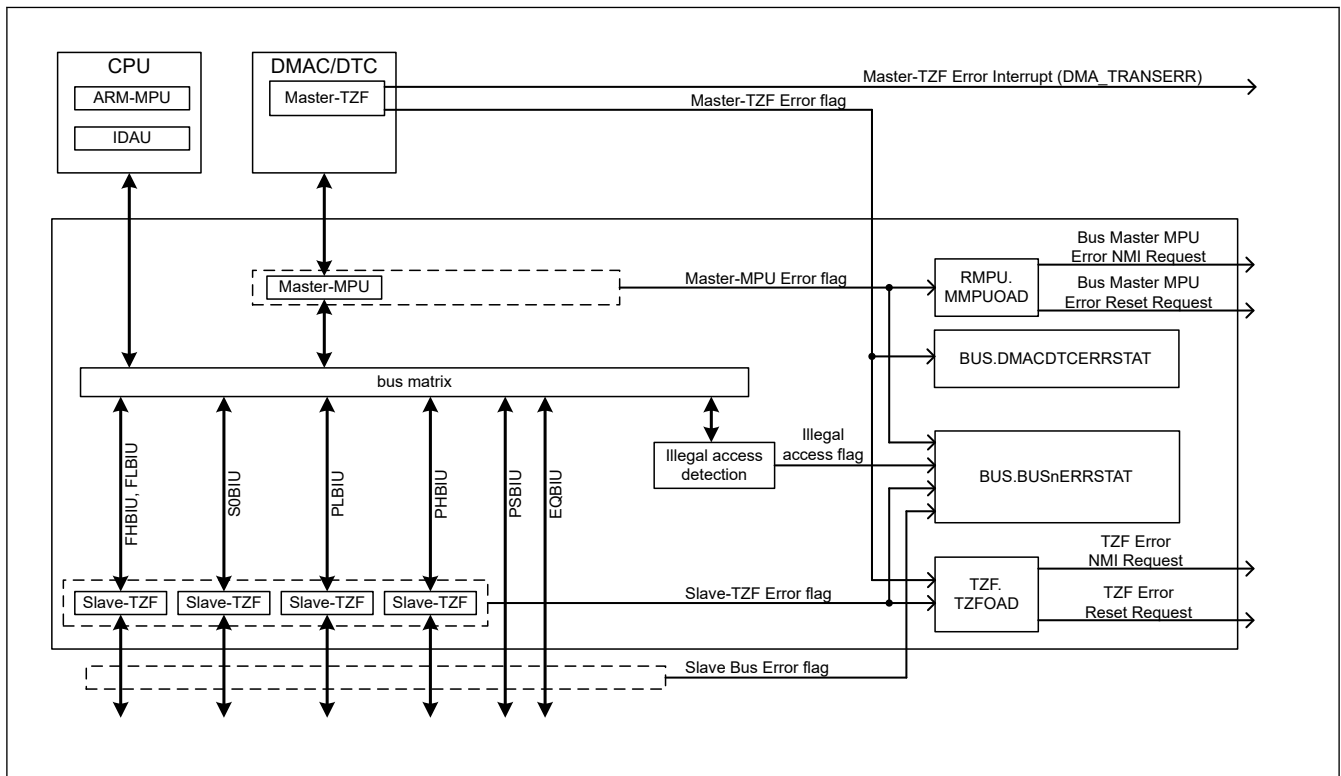 CPU
ARM-MPU
IDAU
DMAC/DTC
Master-TZF
Master-TZF Error Interrupt (DMA_TRANSERR)
Master-TZF Error flag
Master-MPU
Master-MPU Error flag
RMPU.
MMPUOAD
Bus Master MPU
Error NMI Request
Bus Master MPU
Error Reset Request
BUS.DMACDTCERRSTAT
bus matrix
FHBIU, FLBIU
S0BIU
PLBIU
PHBIU
PSBIU
EQBIU
Illegal access
detection
Illegal
access flag
BUS.BUSnERRSTAT
Slave-TZF
Slave-TZF
Slave-TZF
Slave-TZF
Slave-TZF Error flag
TZF.
TZFOAD
TZF Error
NMI Request
TZF Error
Reset Request
Slave Bus Error flag